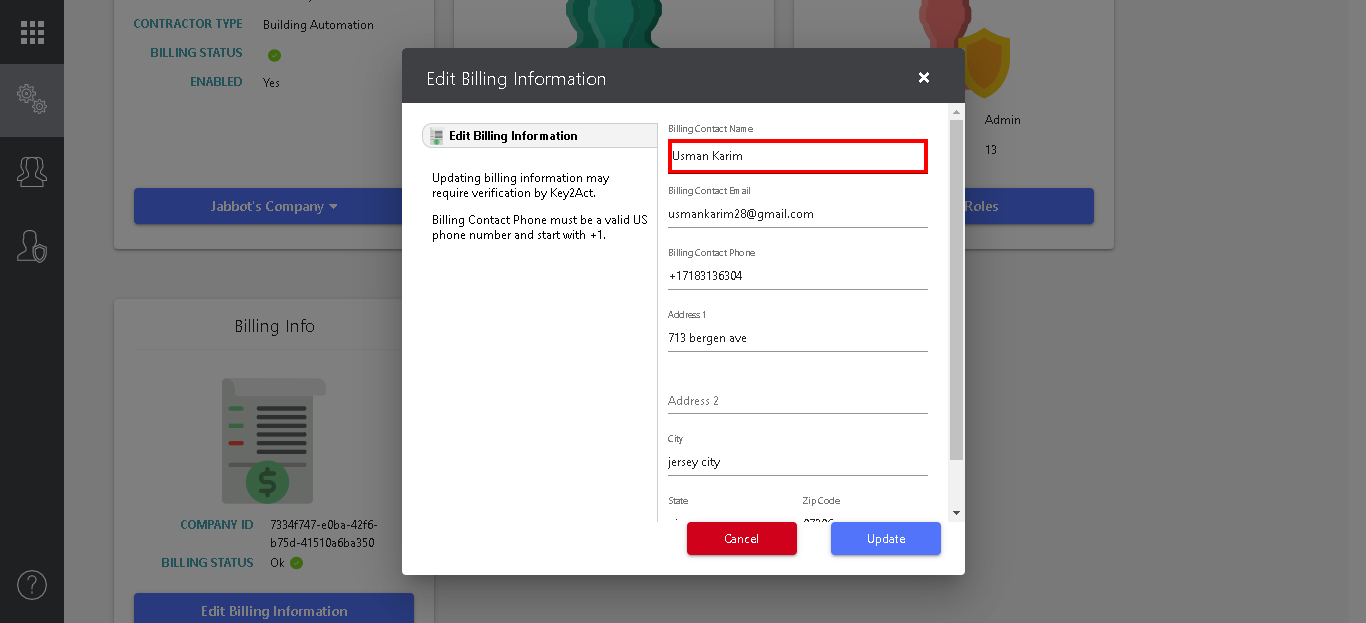 CONTRACTOR TYPE Building Automation
BILLING STATUS
ENABLED Yes
Jabbot's Company
Edit Billing Information
Edit Billing Information
Updating billing information may
require verification by Key2Act.
Billing Contact Phone must be a valid US
phone number and start with +1.
Billing Contact Name
Usman Karim
Billing Contact Email
usmankarim28@gmail.com
Billing Contact Phone
+17183136304
Address 1
713 bergen ave
Address 2
City
jersey city
State Zip Code
Cancel Update
Admin
13
Roles
Billing Info
COMPANY ID 7334f747-e0ba-42f6-
b75d-41510a6ba350
BILLING STATUS Ok
Edit Billing Information